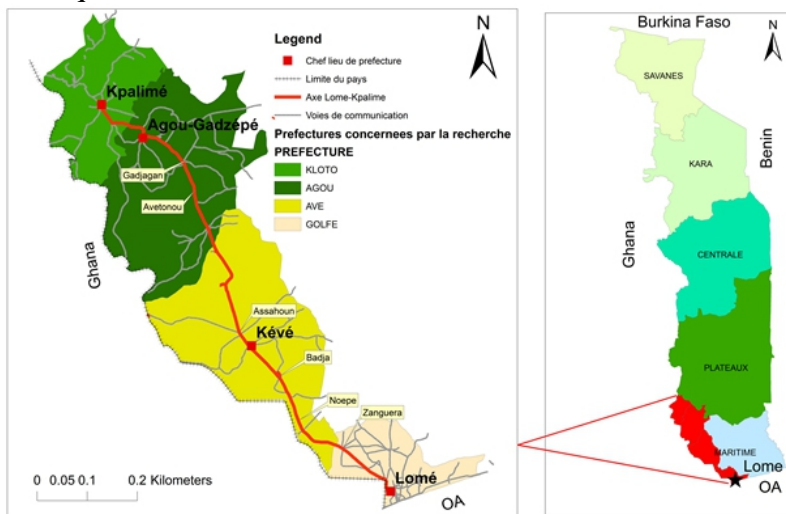 N
Legend
Chef lieu de prefecture
Limite du pays
Axe Lome-Kpalime
Voies de communication
Prefectures concernees par la recherche
PREFECTURE
KLOTO
AGOU
AVE
GOLFE
Kpalimé
Agou-Gadzépé
Gadjagan
Avetonou
Ghana
Assahoun
Kévé
Badja
Noepe
Zanguera
Lomé
OA
0 0.05 0.1 0.2 Kilometers
Burkina Faso
N
SAVANES
KARA
Benin
Ghana
CENTRALE
PLATEAUX
MARITIME
Lome
OA